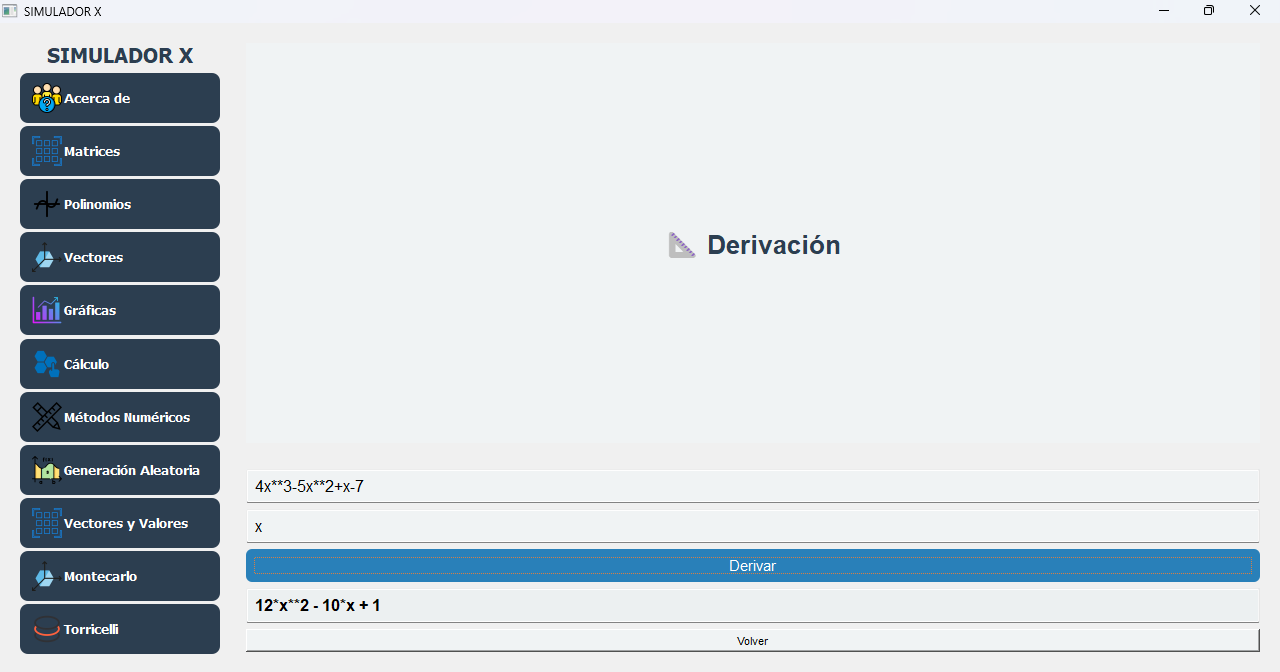 SIMULADOR X
SIMULADOR X
Acerca de
Matrices
Polinomios
Vectores
Gráficas
Cálculo
Métodos Numéricos
Generación Aleatoria
Vectores y Valores
Montecarlo
Torricelli
Derivación
4x**3-5x**2+x-7
x
Derivar
12*x**2 - 10*x + 1
Volver